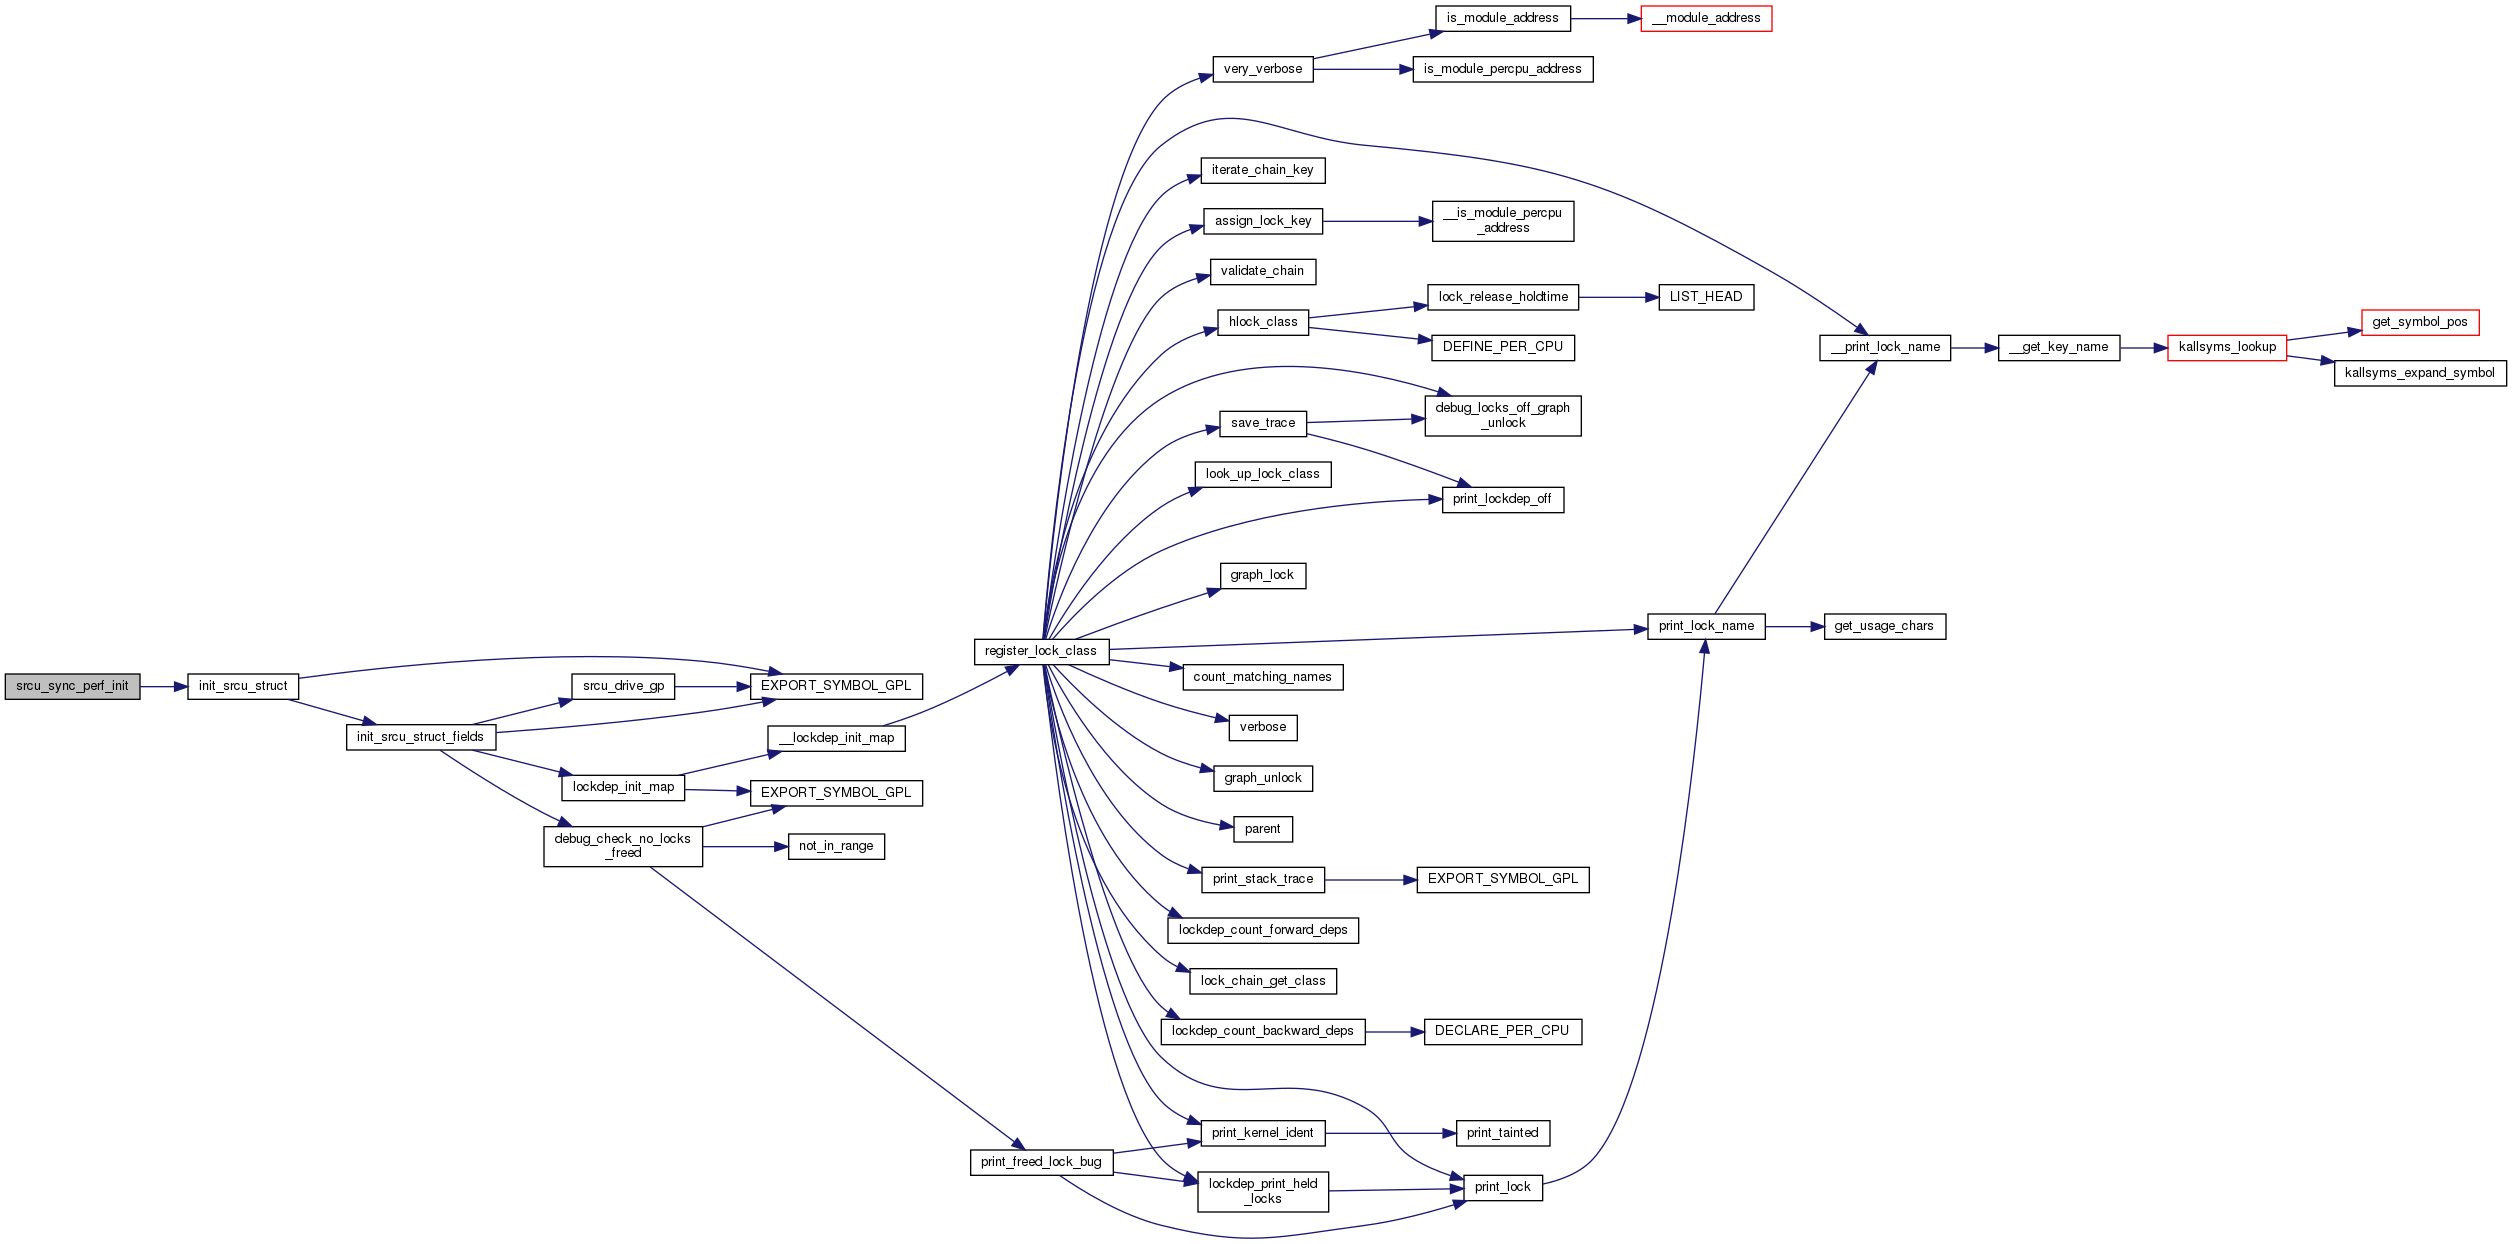 is_module_address
__module_address
very_verbose
is_module_percpu_address
iterate_chain_key
assign_lock_key
__is_module_percpu
_address
validate_chain
hlock_class
lock_release_holdtime
LIST_HEAD
DEFINE_PER_CPU
__print_lock_name
__get_key_name
kallsyms_lookup
get_symbol_pos
kallsyms_expand_symbol
debug_locks_off_graph
_unlock
save_trace
look_up_lock_class
print_lockdep_off
graph_lock
print_lock_name
get_usage_chars
register_lock_class
count_matching_names
srcu_sync_perf_init
init_srcu_struct
srcu_drive_gp
EXPORT_SYMBOL_GPL
init_srcu_struct_fields
__lockdep_init_map
verbose
lockdep_init_map
EXPORT_SYMBOL_GPL
graph_unlock
debug_check_no_locks
_freed
not_in_range
parent
print_stack_trace
EXPORT_SYMBOL_GPL
lockdep_count_forward_deps
lock_chain_get_class
lockdep_count_backward_deps
DECLARE_PER_CPU
print_kernel_ident
print_tainted
print_freed_lock_bug
lockdep_print_held
_locks
print_lock